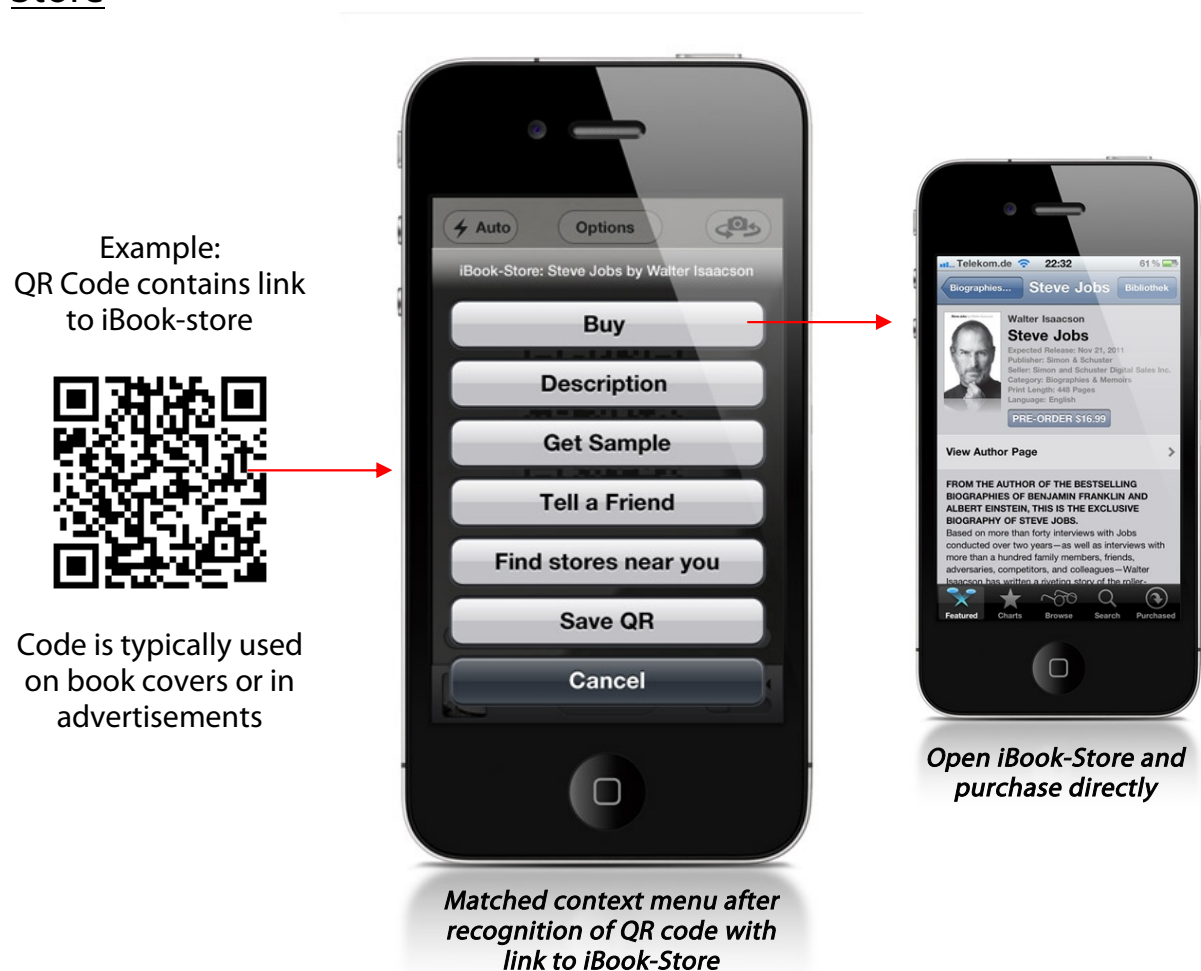 Store
Example:
QR Code contains link
to iBook-store
Code is typically used
on book covers or in
advertisements
Auto
Options
iBook-Store: Steve Jobs by Walter Isaacson
Buy
Description
Get Sample
Tell a Friend
Find stores near you
Save QR
Cancel
Matched context menu after
recognition of QR code with
link to iBook-Store
Telekom.de 22:32 61 %
Biographies... Steve Jobs Bibliothek
Walter Isaacson
Steve Jobs
Expected Release: Nov 21, 2011
Publisher: Simon & Schuster
Seller: Simon and Schuster Digital Sales Inc.
Category: Biographies & Memoirs
Print Length: 448 Pages
Language: English
PRE-ORDER $16.99
View Author Page
FROM THE AUTHOR OF THE BESTSELLING
BIOGRAPHIES OF BENJAMIN FRANKLIN AND
ALBERT EINSTEIN, THIS IS THE EXCLUSIVE
BIOGRAPHY OF STEVE JOBS.
Based on more than forty interviews with Jobs
conducted over two years—as well as interviews with
more than a hundred family members, friends,
adversaries, competitors, and colleagues—Walter
Isaacson has written a riveting story of the roller-
Featured Charts Browse Search Purchased
Open iBook-Store and
purchase directly